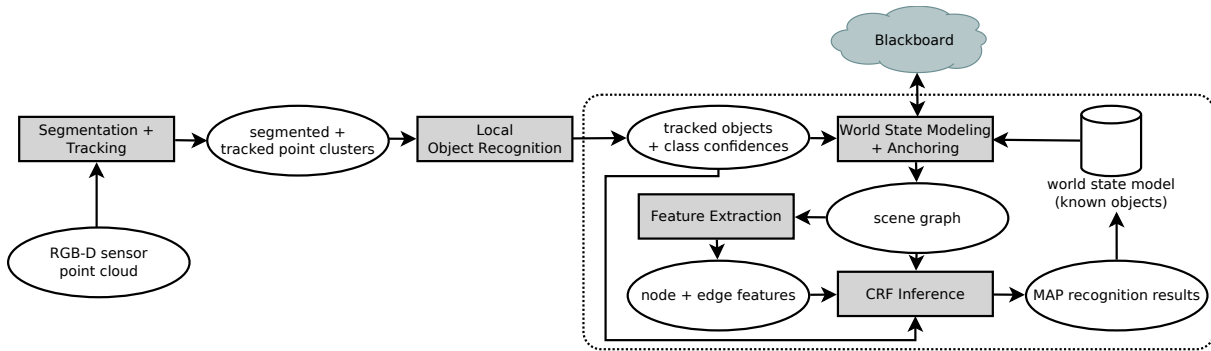 Blackboard
Segmentation +
Tracking
segmented +
tracked point clusters
Local
Object Recognition
tracked objects
+ class confidences
World State Modeling
+ Anchoring
world state model
(known objects)
Feature Extraction
scene graph
RGB-D sensor
point cloud
node + edge features
CRF Inference
MAP recognition results